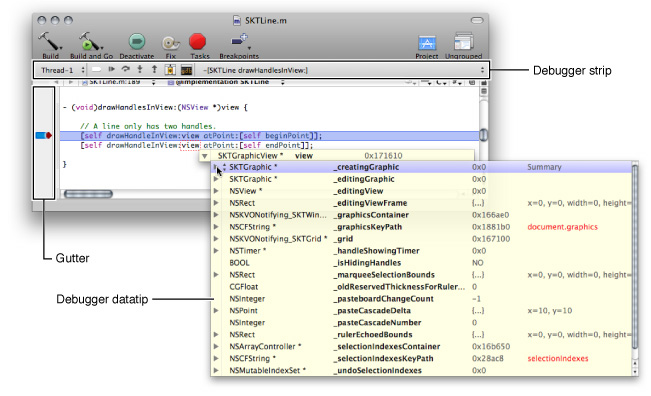 SKTLine.m
Build Build and Go Deactivate Fix Tasks Breakpoints Project Ungrouped
Thread-1 -[SKTLine drawHandlesInView:]
Debugger strip
SKTLine.m:189 @implementation SKTLine
- (void)drawHandlesInView:(NSView *)view {
// A line only has two handles.
[self drawHandleInView:view atPoint:[self beginPoint]];
[self drawHandleInView:view atPoint:[self endPoint]];
}
SKTGraphicView * view 0x171610
SKTGraphic * _creatingGraphic 0x0 Summary
SKTGraphic * _editingGraphic 0x0
NSView * _editingView 0x0
NSRect _editingViewFrame {...} x=0, y=0, width=0, height=
NSKVONotifying_SKTWin... _graphicsContainer 0x166ae0
NSCFString * _graphicsKeyPath 0x1881b0 document.graphics
NSKVONotifying_SKTGrid * _grid 0x167100
NSTimer * _handleShowingTimer 0x0
BOOL _isHidingHandles NO
NSRect _marqueeSelectionBounds {...} x=0, y=0, width=0, height=
CGFloat _oldReservedThicknessForRuler... 0
NSInteger _pasteboardChangeCount -1
NSPoint _pasteCascadeDelta {...} x=10, y=10
NSInteger _pasteCascadeNumber 0
NSRect _rulerEchoedBounds {...} x=0, y=0, width=0, height=
NSArrayController * _selectionIndexesContainer 0x16b650
NSCFString * _selectionIndexesKeyPath 0x28ac8 selectionIndexes
NSMutableIndexSet * _undoSelectionIndexes 0x0
Gutter
Debugger datatip